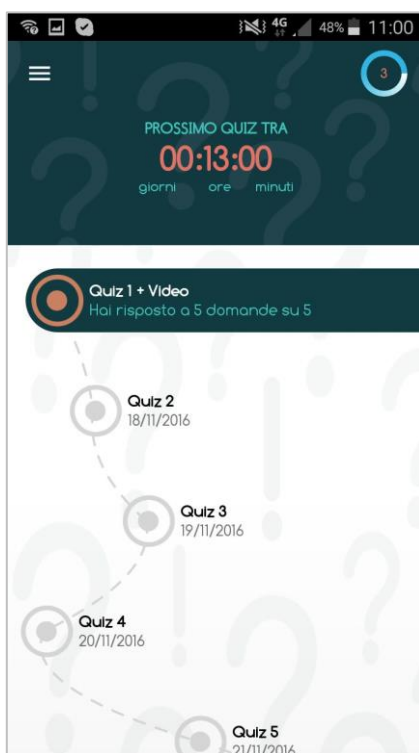 4G 48% 11:00
3
PROSSIMO QUIZ TRA
00:13:00
giorni ore minuti
Quiz 1 + Video
Hai risposto a 5 domande su 5
Quiz 2
18/11/2016
Quiz 3
19/11/2016
Quiz 4
20/11/2016
Quiz 5
21/11/2016